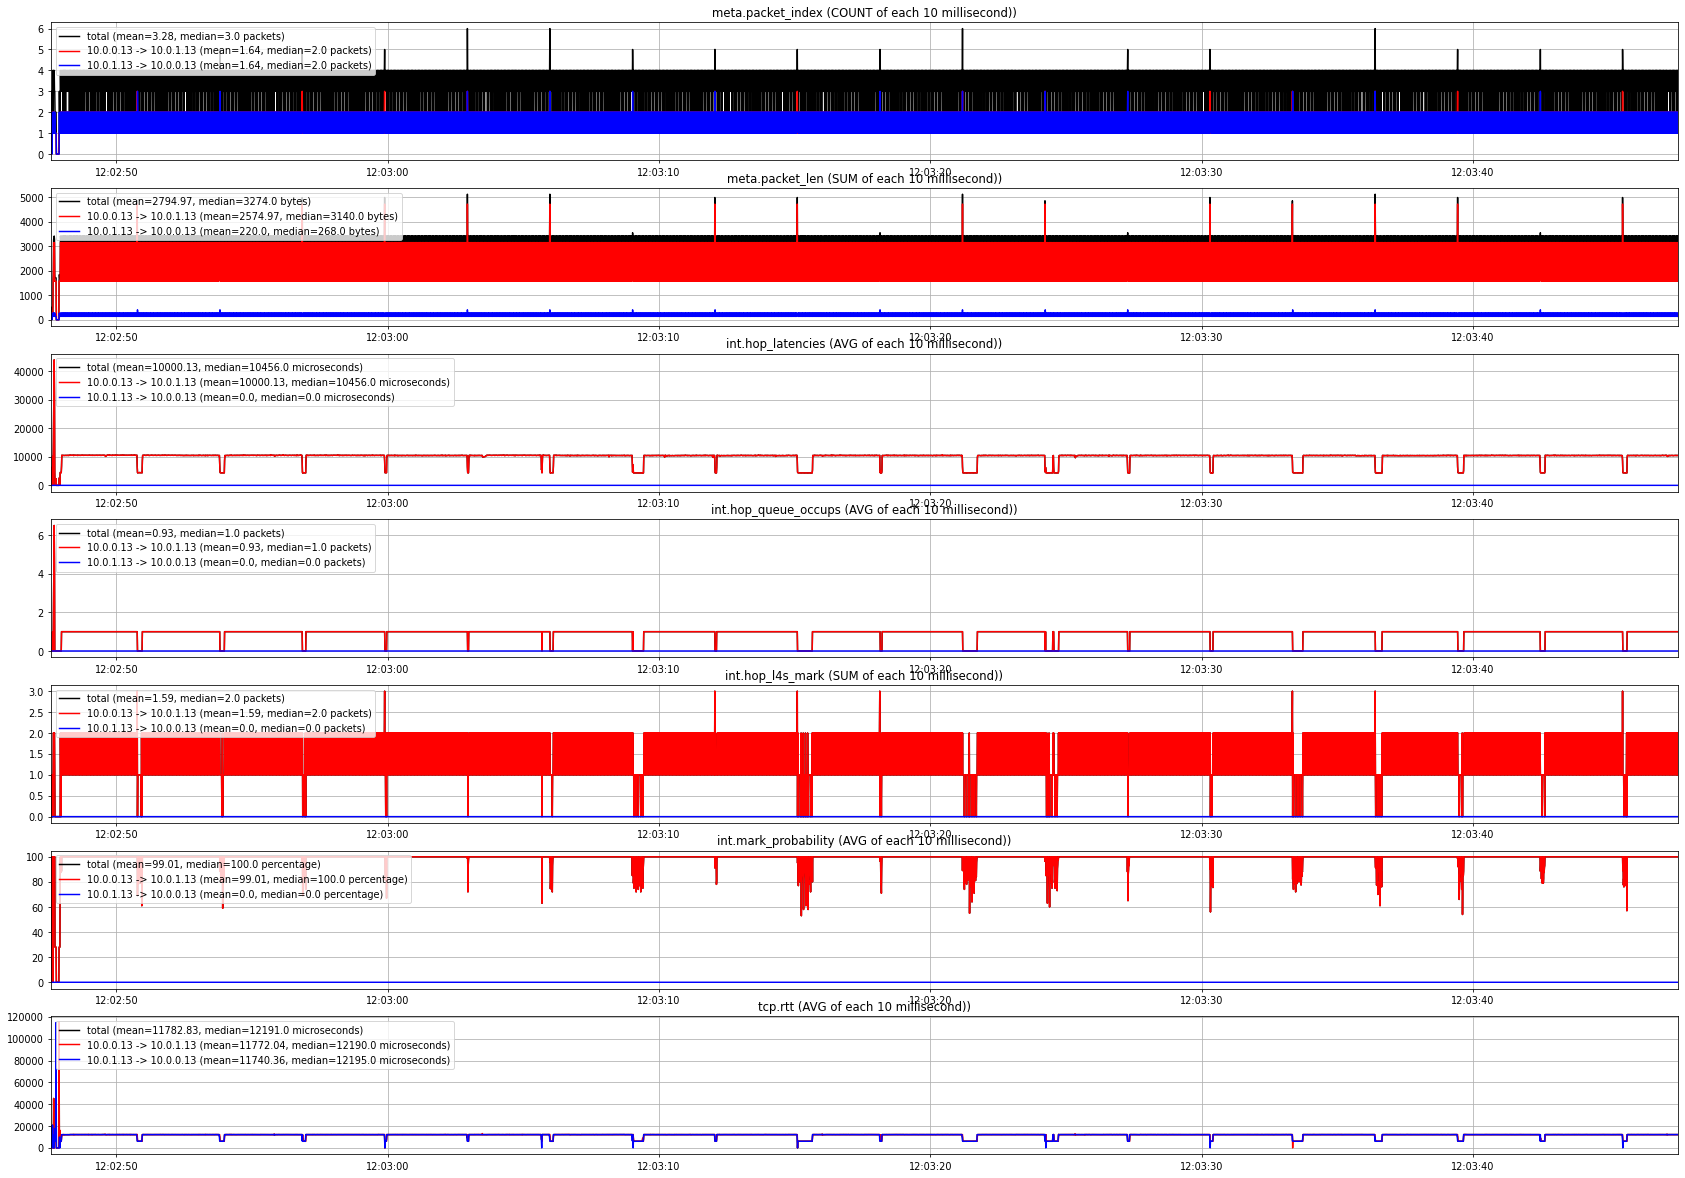 meta.packet_index (COUNT of each 10 millisecond))
6
5
4
3
2
1
0
total (mean=3.28, median=3.0 packets)
10.0.0.13 -> 10.0.1.13 (mean=1.64, median=2.0 packets)
10.0.1.13 -> 10.0.0.13 (mean=1.64, median=2.0 packets)
12:02:50 12:03:00 12:03:10 12:03:20 12:03:30 12:03:40
meta.packet_len (SUM of each 10 millisecond))
5000
4000
3000
2000
1000
0
total (mean=2794.97, median=3274.0 bytes)
10.0.0.13 -> 10.0.1.13 (mean=2574.97, median=3140.0 bytes)
10.0.1.13 -> 10.0.0.13 (mean=220.0, median=268.0 bytes)
12:02:50 12:03:00 12:03:10 12:03:20 12:03:30 12:03:40
int.hop_latencies (AVG of each 10 millisecond))
40000
30000
20000
10000
0
total (mean=10000.13, median=10456.0 microseconds)
10.0.0.13 -> 10.0.1.13 (mean=10000.13, median=10456.0 microseconds)
10.0.1.13 -> 10.0.0.13 (mean=0.0, median=0.0 microseconds)
12:02:50 12:03:00 12:03:10 12:03:20 12:03:30 12:03:40
int.hop_queue_occups (AVG of each 10 millisecond))
6
4
2
0
total (mean=0.93, median=1.0 packets)
10.0.0.13 -> 10.0.1.13 (mean=0.93, median=1.0 packets)
10.0.1.13 -> 10.0.0.13 (mean=0.0, median=0.0 packets)
12:02:50 12:03:00 12:03:10 12:03:20 12:03:30 12:03:40
int.hop_l4s_mark (SUM of each 10 millisecond))
3.0
2.5
2.0
1.5
1.0
0.5
0.0
total (mean=1.59, median=2.0 packets)
10.0.0.13 -> 10.0.1.13 (mean=1.59, median=2.0 packets)
10.0.1.13 -> 10.0.0.13 (mean=0.0, median=0.0 packets)
12:02:50 12:03:00 12:03:10 12:03:20 12:03:30 12:03:40
int.mark_probability (AVG of each 10 millisecond))
100
80
60
40
20
0
total (mean=99.01, median=100.0 percentage)
10.0.0.13 -> 10.0.1.13 (mean=99.01, median=100.0 percentage)
10.0.1.13 -> 10.0.0.13 (mean=0.0, median=0.0 percentage)
12:02:50 12:03:00 12:03:10 12:03:20 12:03:30 12:03:40
tcp.rtt (AVG of each 10 millisecond))
120000
100000
80000
60000
40000
20000
0
total (mean=11782.83, median=12191.0 microseconds)
10.0.0.13 -> 10.0.1.13 (mean=11772.04, median=12190.0 microseconds)
10.0.1.13 -> 10.0.0.13 (mean=11740.36, median=12195.0 microseconds)
12:02:50 12:03:00 12:03:10 12:03:20 12:03:30 12:03:40